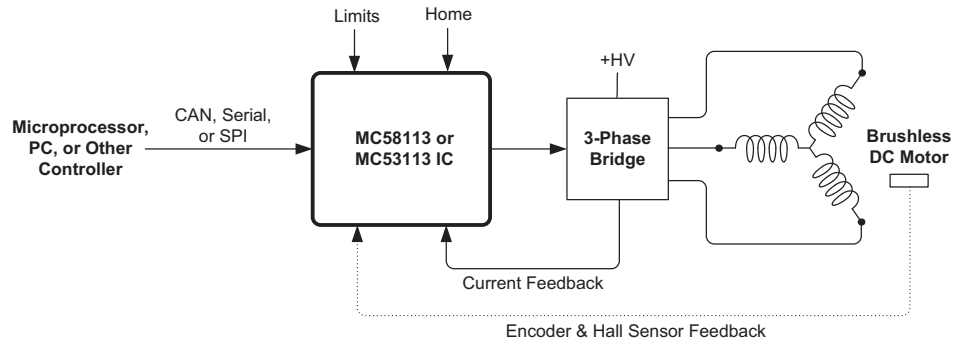 Limits
Home
+HV
CAN, Serial,
or SPI
Microprocessor,
PC, or Other
Controller
MC58113 or
MC53113 IC
3-Phase
Bridge
Brushless
DC Motor
Current Feedback
Encoder & Hall Sensor Feedback